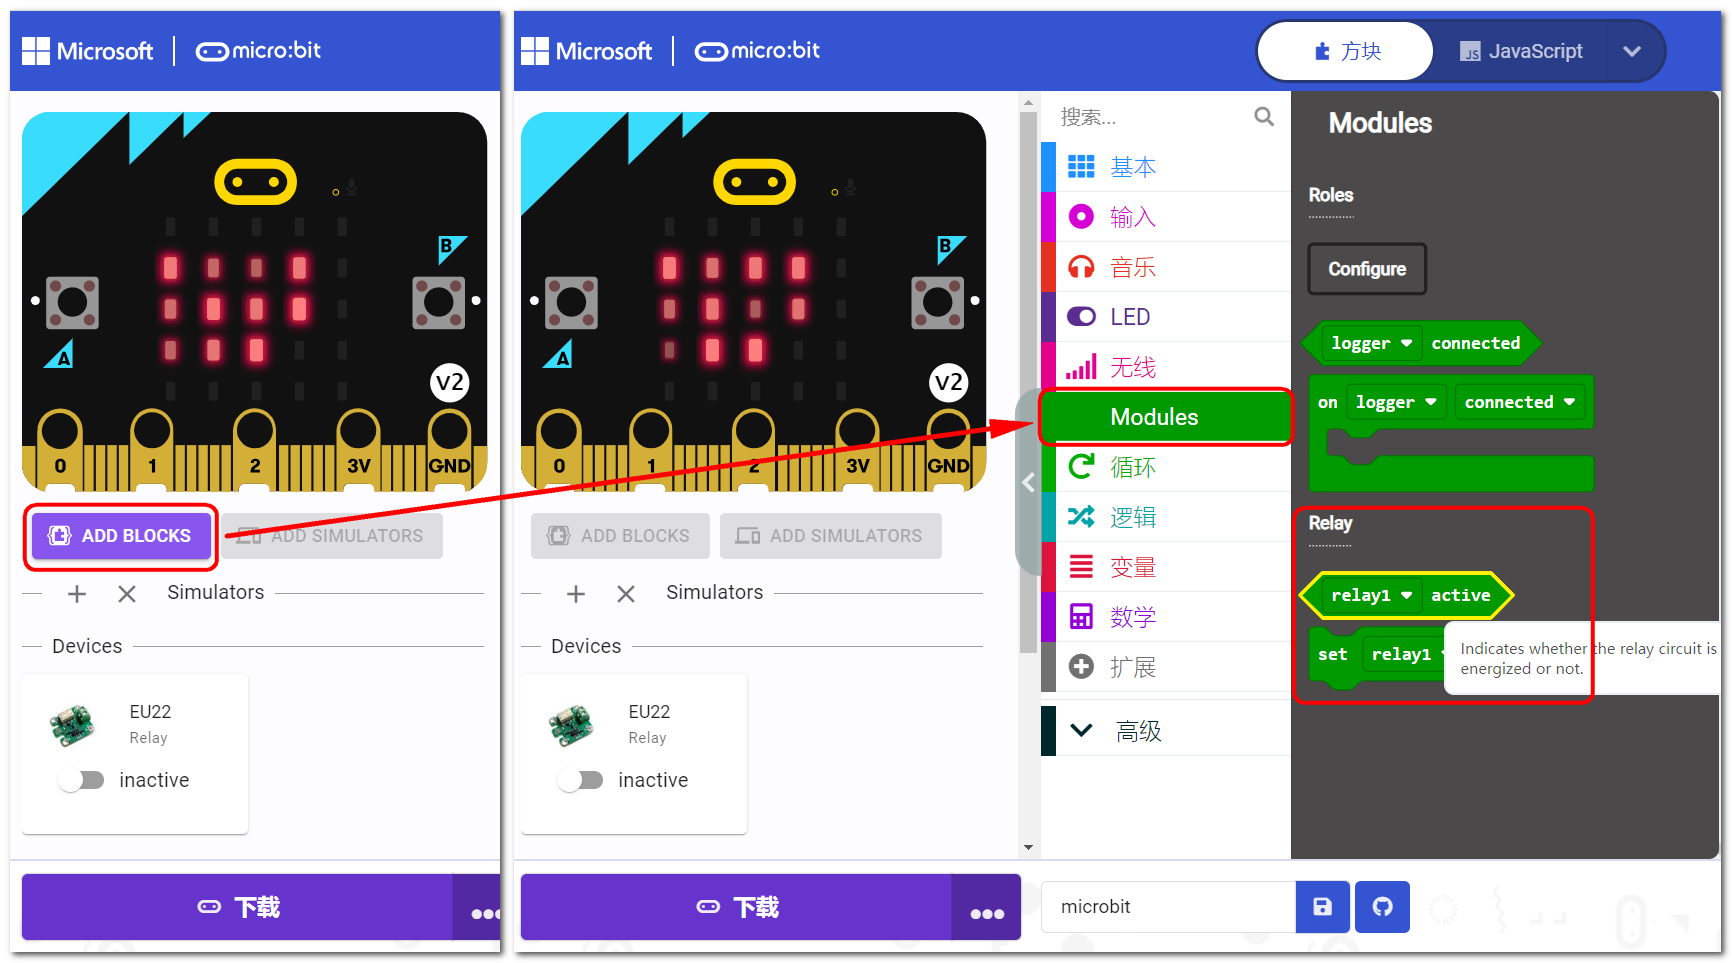 Microsoft
micro:bit
B
A
V2
0
1
2
3V
GND
ADD BLOCKS
ADD SIMULATORS
Simulators
Devices
EU22
Relay
inactive
下载
Microsoft
micro:bit
方块
JS JavaScript
B
A
V2
0
1
2
3V
GND
ADD BLOCKS
ADD SIMULATORS
Simulators
Devices
EU22
Relay
inactive
下载
搜索...
基本
输入
音乐
LED
无线
Modules
循环
逻辑
变量
数学
扩展
高级
Modules
Roles
Configure
logger connected
on logger connected
Relay
relay1 active
set relay1
Indicates whether the relay circuit is
energized or not.
microbit